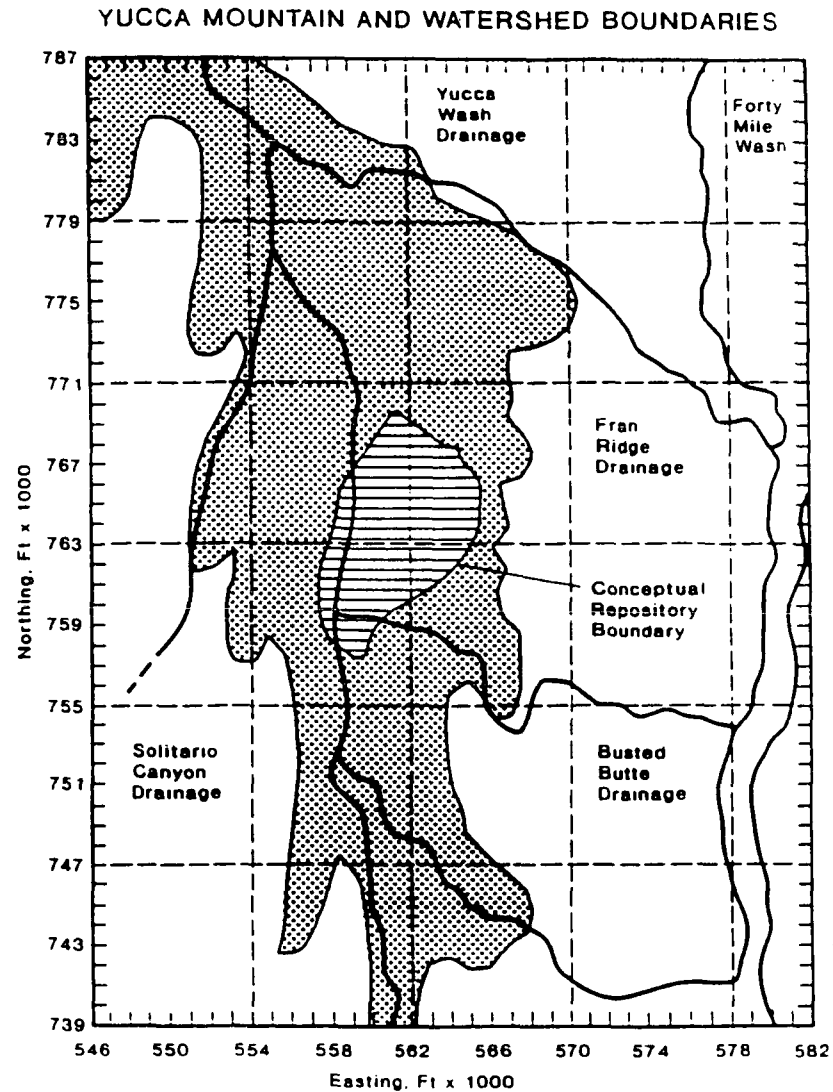 YUCCA MOUNTAIN AND WATERSHED BOUNDARIES
787
783
779
775
771
767
763
759
755
751
747
743
739
Northing, Ft x 1000
Yucca
Wash
Drainage
Forty
Mile
Wash
Fran
Ridge
Drainage
Conceptual
Repository
Boundary
Solitario
Canyon
Drainage
Busted
Butte
Drainage
546 550 554 558 562 566 570 574 578 582
Easting, Ft x 1000